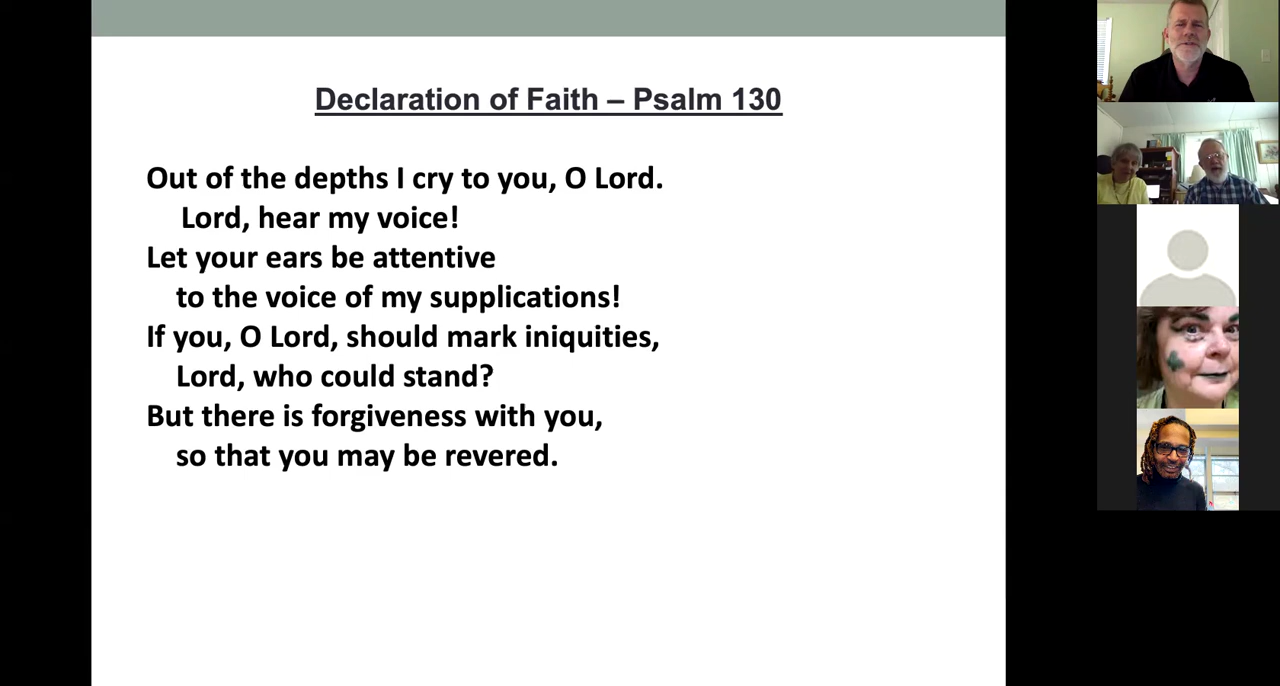 Declaration of Faith – Psalm 130
Out of the depths I cry to you, O Lord.
Lord, hear my voice!
Let your ears be attentive
to the voice of my supplications!
If you, O Lord, should mark iniquities,
Lord, who could stand?
But there is forgiveness with you,
so that you may be revered.